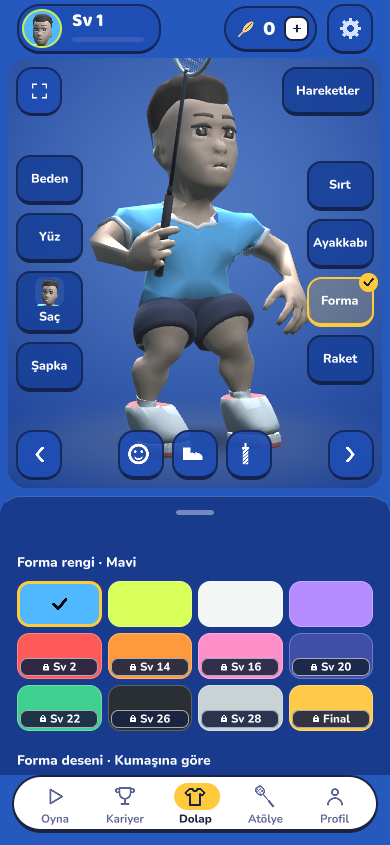 Sv 1
0
+
Hareketler
Beden
Sırt
Yüz
Ayakkabı
Saç
Forma
Şapka
Raket
Forma rengi · Mavi
Sv 2
Sv 14
Sv 16
Sv 20
Sv 22
Sv 26
Sv 28
Final
Forma deseni · Kumaşına göre
Oyna
Kariyer
Dolap
Atölye
Profil